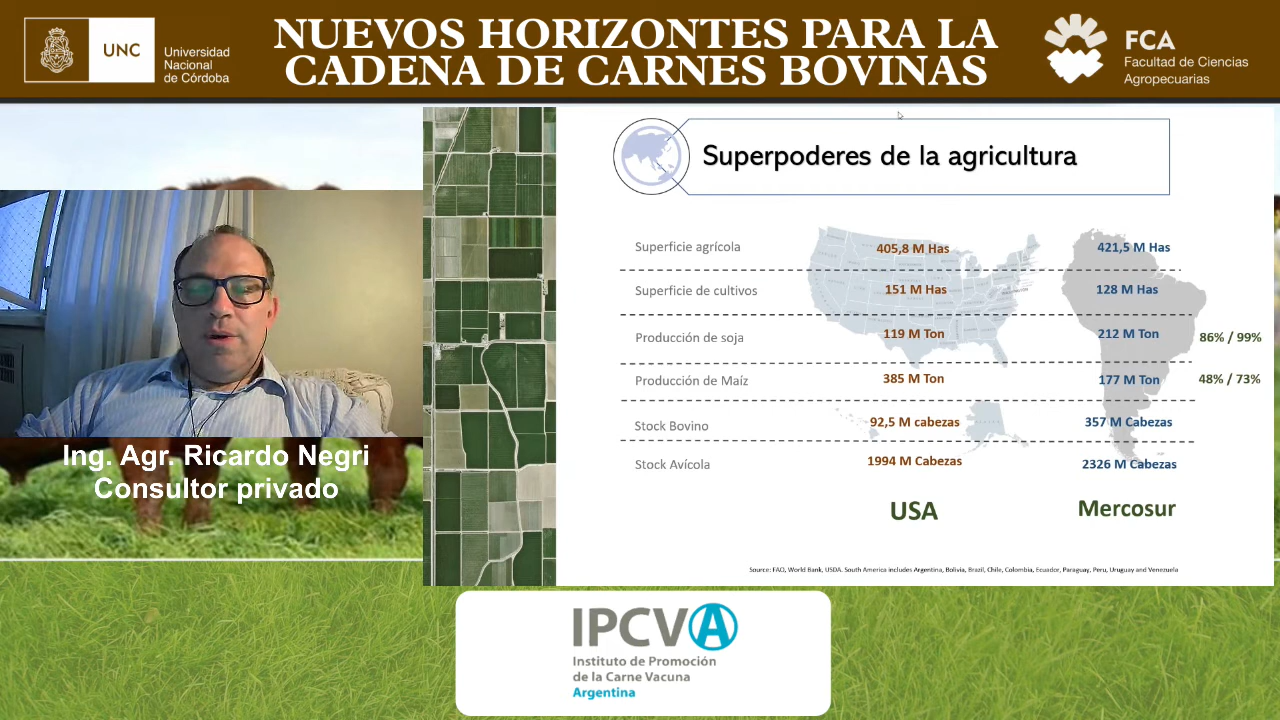 UNC
Universidad
Nacional
de Córdoba
NUEVOS HORIZONTES PARA LA
CADENA DE CARNES BOVINAS
FCA
Facultad de Ciencias
Agropecuarias
Superpoderes de la agricultura
Superficie agrícola 405,8 M Has 421,5 M Has
Superficie de cultivos 151 M Has 128 M Has
Producción de soja 119 M Ton 212 M Ton 86% / 99%
Producción de Maíz 385 M Ton 177 M Ton 48% / 73%
Stock Bovino 92,5 M cabezas 357 M Cabezas
Stock Avícola 1994 M Cabezas 2326 M Cabezas
USA Mercosur
Source: FAO, World Bank, USDA. South America includes Argentina, Bolivia, Brazil, Chile, Colombia, Ecuador, Paraguay, Peru, Uruguay and Venezuela
Ing. Agr. Ricardo Negri
Consultor privado
IPCVA
Instituto de Promoción
de la Carne Vacuna
Argentina